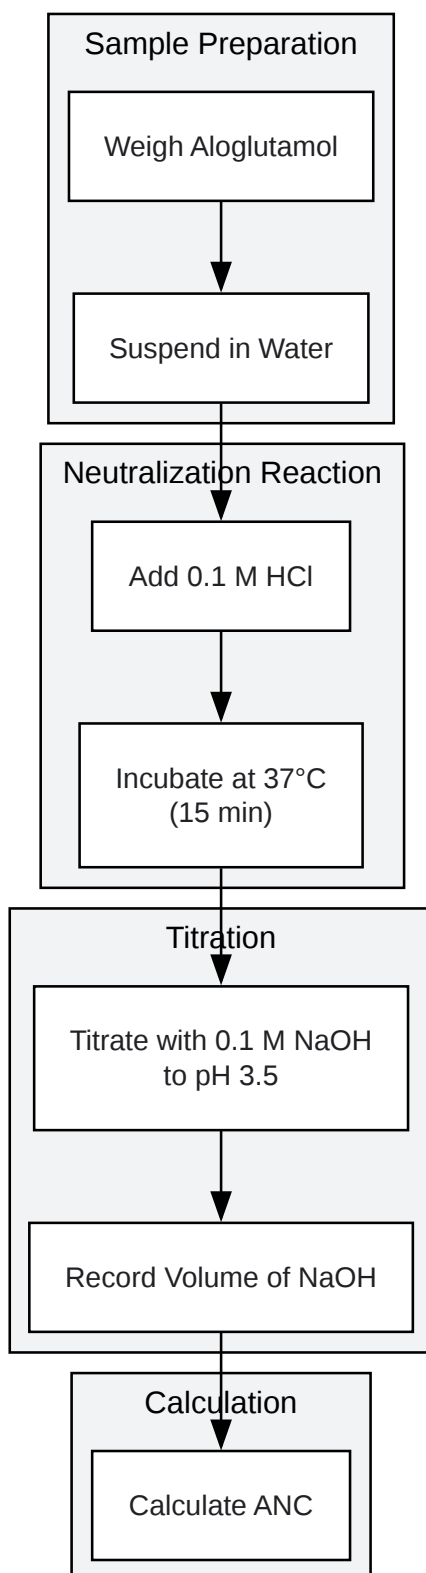 Sample Preparation
Weigh Aloglutamol
Suspend in Water
Neutralization Reaction
Add 0.1 M HCl
Incubate at 37°C
(15 min)
Titration
Titrate with 0.1 M NaOH
to pH 3.5
Record Volume of NaOH
Calculation
Calculate ANC